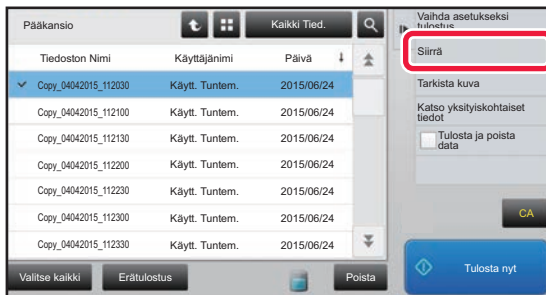 Pääkansio
Kaikki Tied.
Tiedoston Nimi Käyttäjänimi Päivä
Copy_04042015_112030 Käytt. Tuntem. 2015/06/24
Copy_04042015_112100 Käytt. Tuntem. 2015/06/24
Copy_04042015_112130 Käytt. Tuntem. 2015/06/24
Copy_04042015_112200 Käytt. Tuntem. 2015/06/24
Copy_04042015_112230 Käytt. Tuntem. 2015/06/24
Copy_04042015_112300 Käytt. Tuntem. 2015/06/24
Copy_04042015_112330 Käytt. Tuntem. 2015/06/24
Valitse kaikki Erätulostus Poista
Vaihda asetukseksi
tulostus
Siirrä
Tarkista kuva
Katso yksityiskohtaiset
tiedot
Tulosta ja poista
data
CA
Tulosta nyt